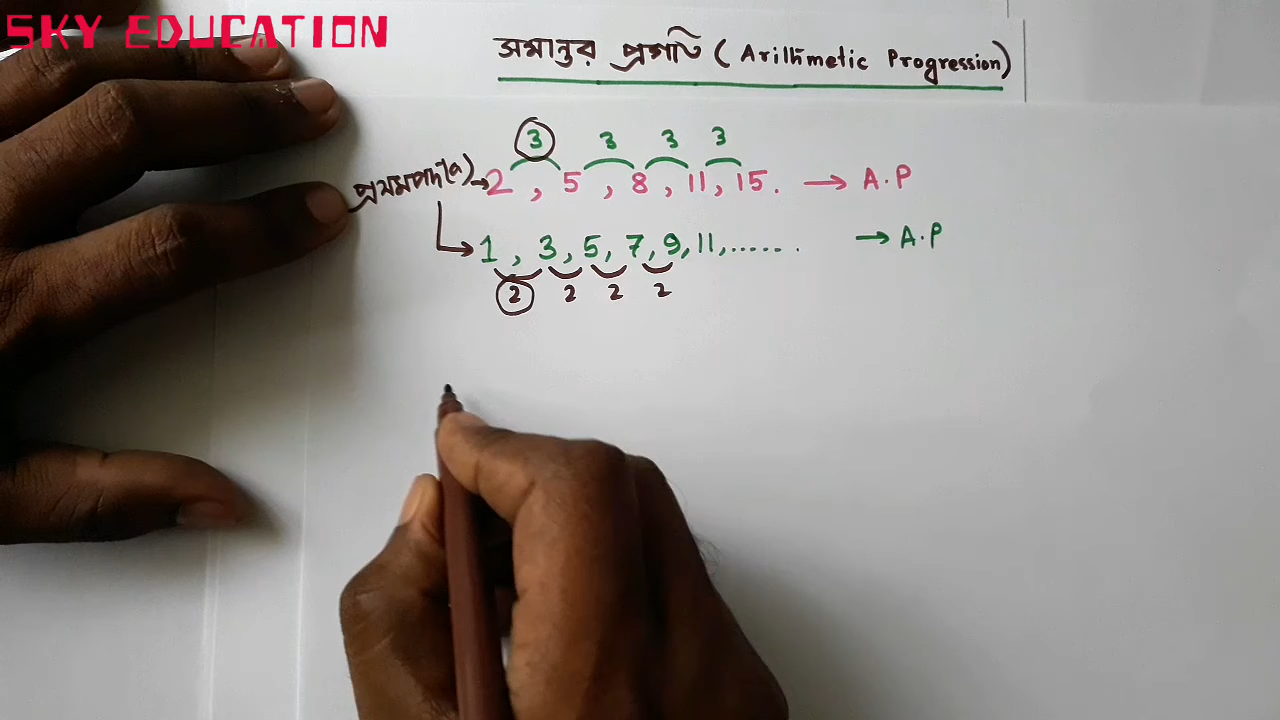 SKY EDUCATION
সমান্তর প্রগতি (Arithmetic Progression)
3 3 3 3
প্রথমপদ(a) → 2 , 5 , 8 , 11 , 15 . → A.P
1 , 3 , 5 , 7 , 9 , 11 , ...... . → A.P
2 2 2 2